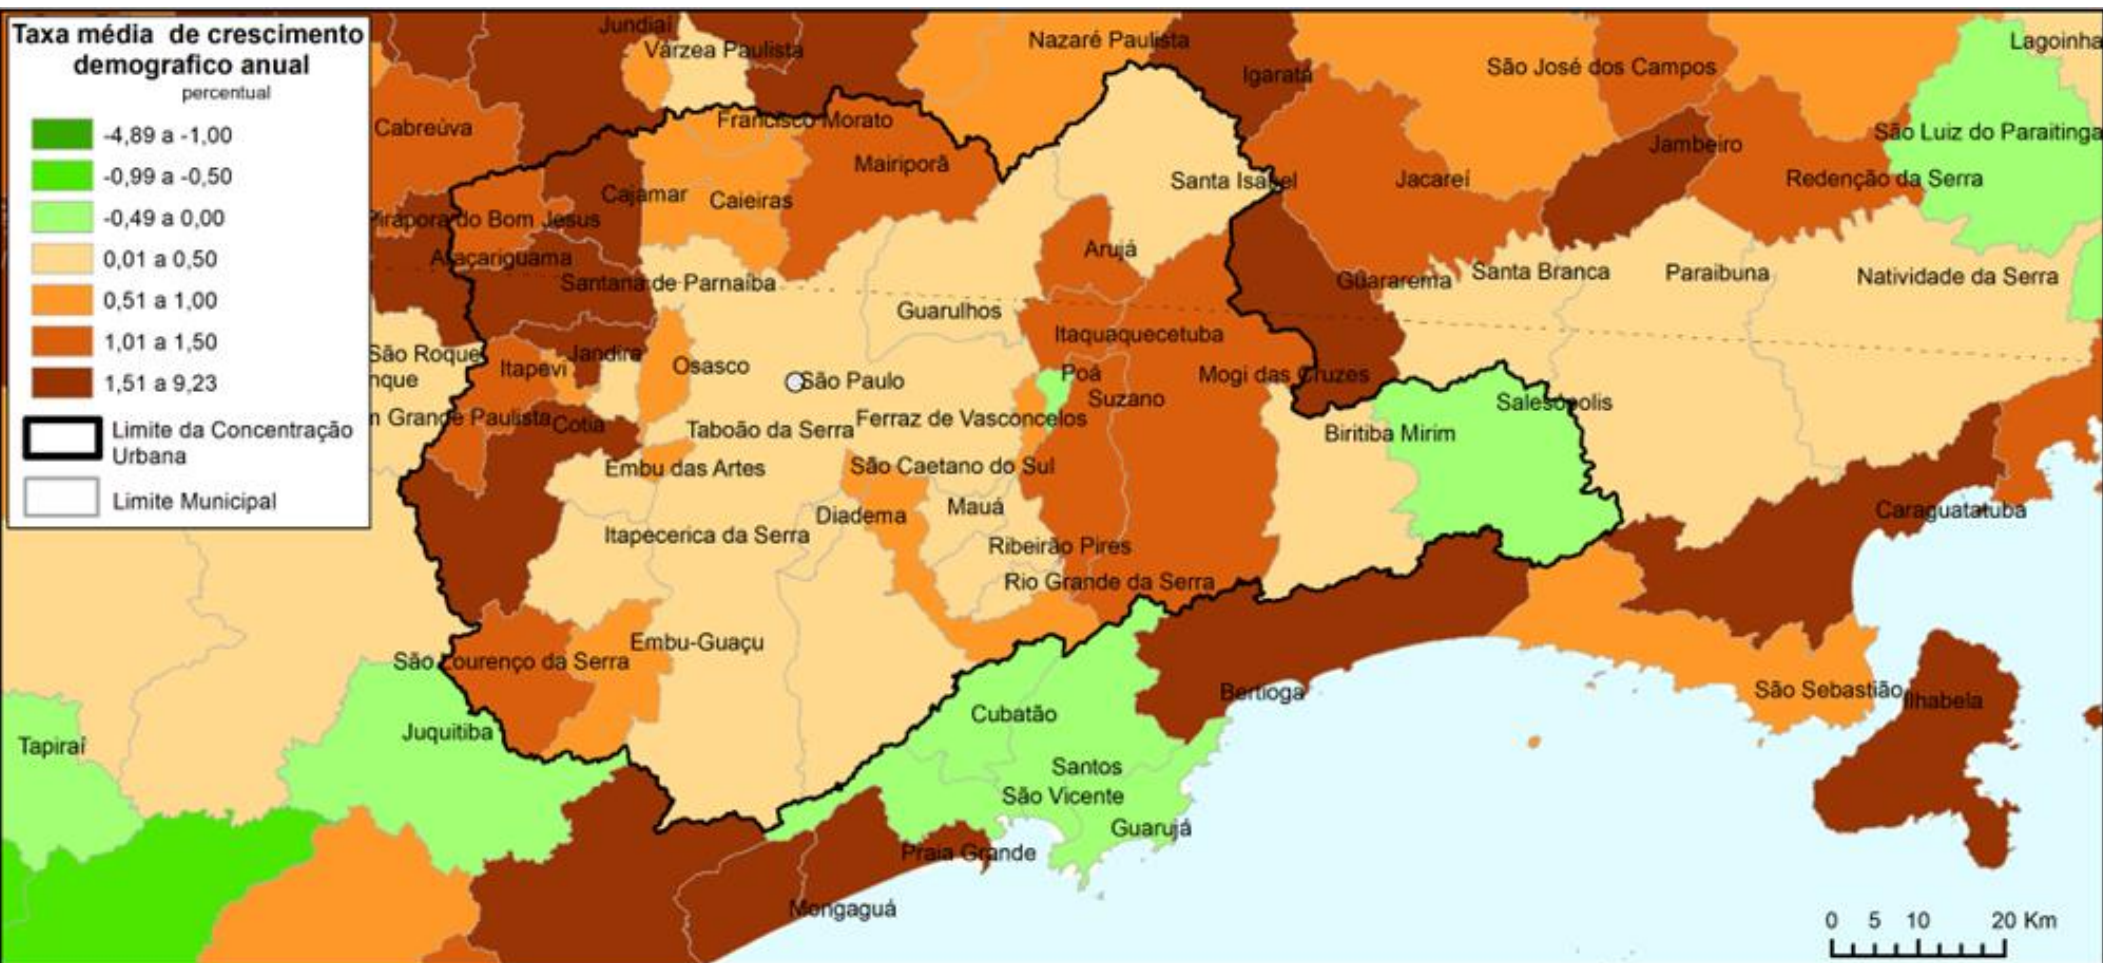 Taxa média de crescimento
demografico anual
percentual
-4,89 a -1,00
-0,99 a -0,50
-0,49 a 0,00
0,01 a 0,50
0,51 a 1,00
1,01 a 1,50
1,51 a 9,23
Limite da Concentração
Urbana
Limite Municipal
Jundiaí
Várzea Paulista
Nazaré Paulista
Igaratá
São José dos Campos
Lagoinha
Cabreúva
Francisco Morato
Mairiporã
Jambeiro
São Luiz do Paraitinga
Cajamar
Caieiras
Santa Isabel
Jacareí
Redenção da Serra
Pirapora do Bom Jesus
Araçariguama
Arujá
Santana de Parnaíba
Guararema
Santa Branca
Paraibuna
Natividade da Serra
Guarulhos
Itaquaquecetuba
São Roque
nque
Itapevi
Jandira
Osasco
São Paulo
Poá
Suzano
Mogi das Cruzes
Salesópolis
n Grande Paulista
Cotia
Taboão da Serra
Ferraz de Vasconcelos
Biritiba Mirim
Embu das Artes
São Caetano do Sul
Mauá
Diadema
Caraguatatuba
Itapecerica da Serra
Ribeirão Pires
Rio Grande da Serra
Embu-Guaçu
São Lourenço da Serra
Bertioga
São Sebastião
Ilhabela
Cubatão
Juquitiba
Tapiraí
Santos
São Vicente
Guarujá
Praia Grande
Mongaguá
0 5 10 20 Km